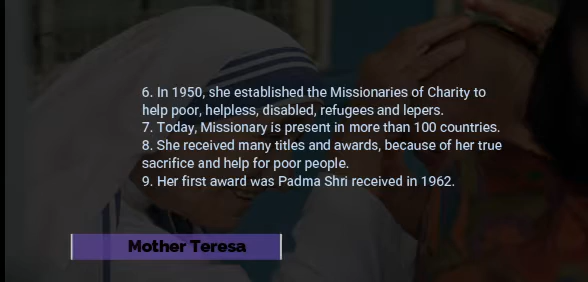 6. In 1950, she established the Missionaries of Charity to
help poor, helpless, disabled, refugees and lepers.
7. Today, Missionary is present in more than 100 countries.
8. She received many titles and awards, because of her true
sacrifice and help for poor people.
9. Her first award was Padma Shri received in 1962.
Mother Teresa